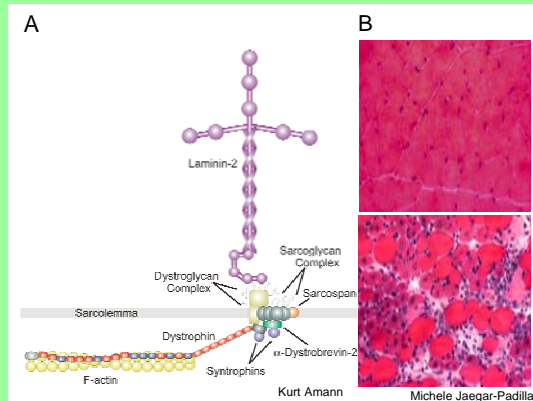 A
B
Laminin-2
Sarcoglycan
Complex
Dystroglycan
Complex
Sarcospan
Sarcolemma
Dystrophin
α-Dystrobrevin-2
Syntrophins
F-actin
Kurt Amann
Michele Jaegar-Padilla